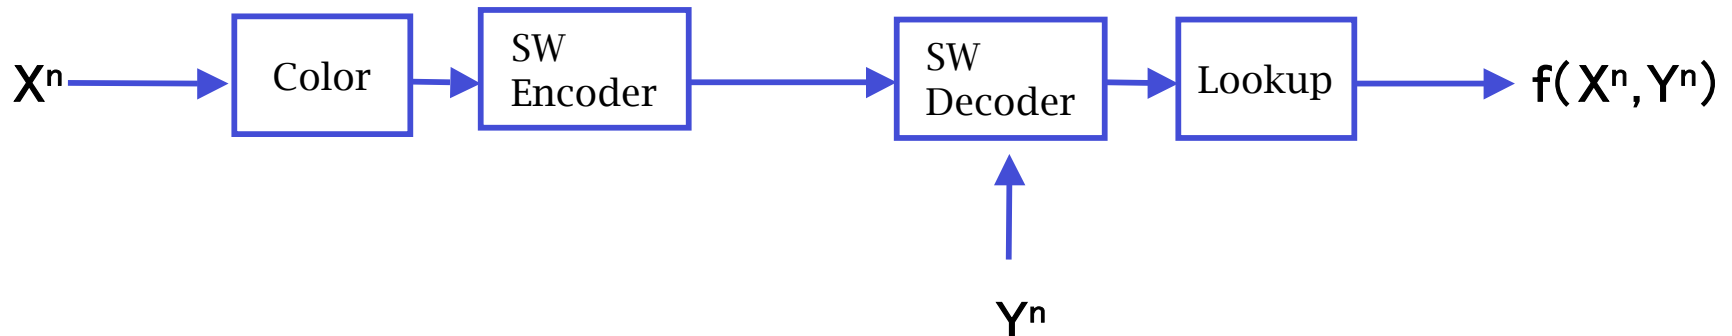 Xⁿ
Color
SW
Encoder
SW
Decoder
Lookup
f( Xⁿ,Yⁿ)
Yⁿ